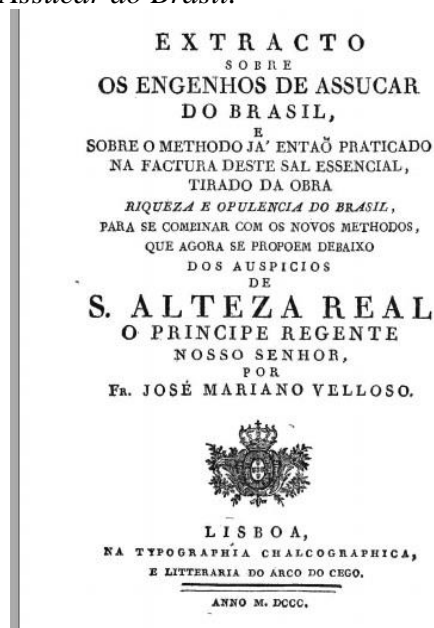 Assucar do Brasil.
EXTRACTO
SOBRE
OS ENGENHOS DE ASSUCAR
DO BRASIL,
E
SOBRE O METHODO JA' ENTAÕ PRATICADO
NA FACTURA DESTE SAL ESSENCIAL,
TIRADO DA OBRA
RIQUEZA E OPULENCIA DO BRASIL,
PARA SE COMBINAR COM OS NOVOS METHODOS,
QUE AGORA SE PROPOEM DEBAIXO
DOS AUSPICIOS
DE
S. ALTEZA REAL
O PRINCIPE REGENTE
NOSSO SENHOR,
POR
FR. JOSÉ MARIANO VELLOSO.
LISBOA,
NA TYPOGRAPHIA CHALCOGRAPHICA,
E LITTERARIA DO ARCO DO CEGO.
ANNO M. DCCC.